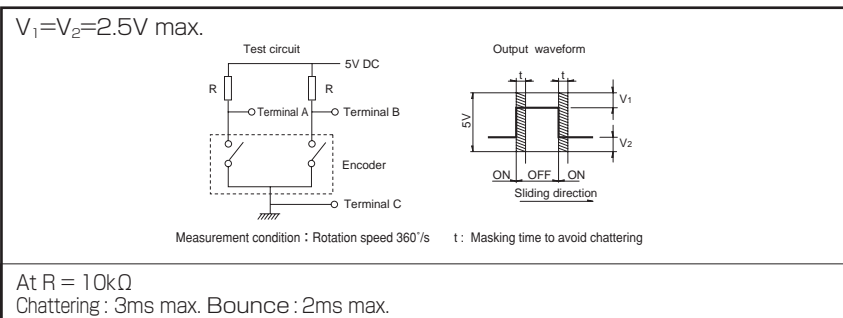 V₁=V₂=2.5V max.
Test circuit
5V DC
R
R
Terminal A
Terminal B
Encoder
Terminal C
Output waveform
t
t
V₁
5V
V₂
ON OFF ON
Sliding direction
Measurement condition : Rotation speed 360˚/s t : Masking time to avoid chattering
At R = 10kΩ
Chattering : 3ms max. Bounce : 2ms max.